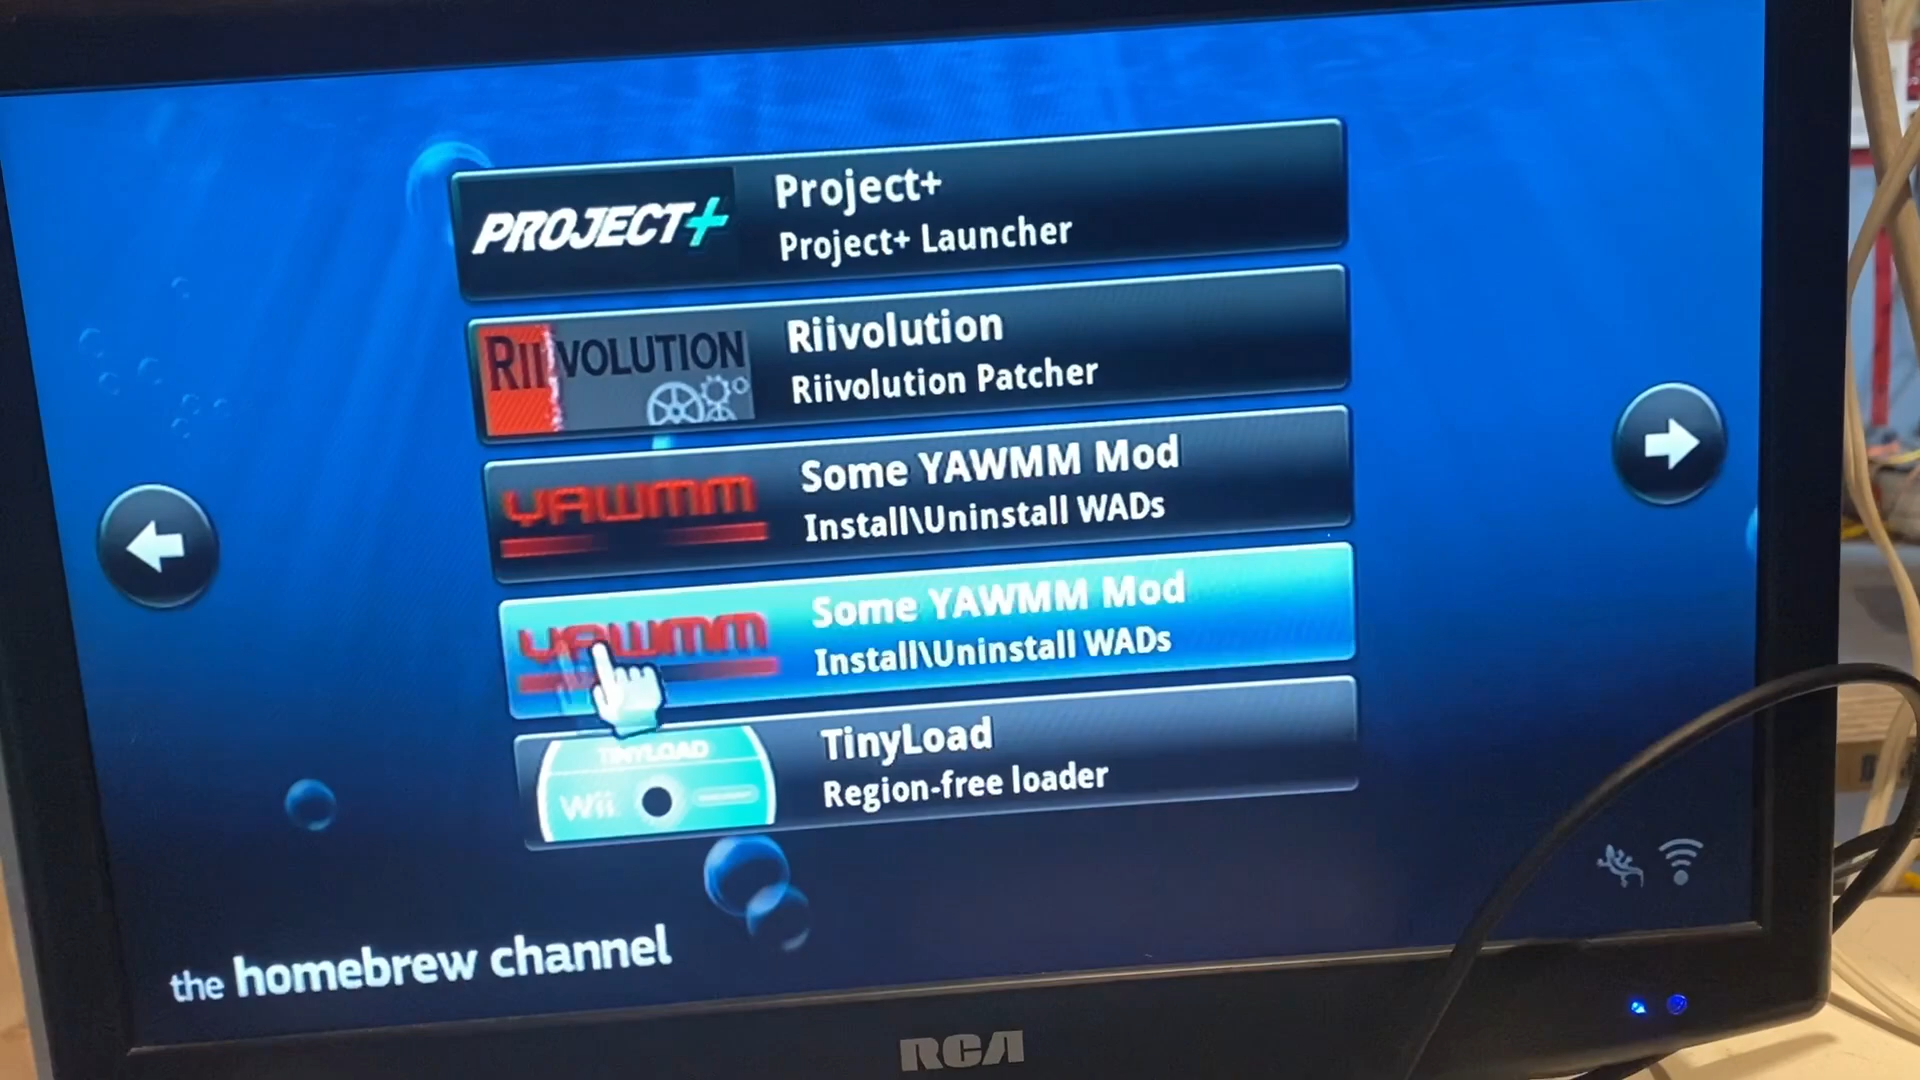 PROJECT+
Project+
Project+ Launcher
RIIVOLUTION
Riivolution
Riivolution Patcher
YAWMM
Some YAWMM Mod
Install\Uninstall WADs
YAWMM
Some YAWMM Mod
Install\Uninstall WADs
TINYLOAD
Wii
TinyLoad
Region-free loader
the homebrew channel
RCA